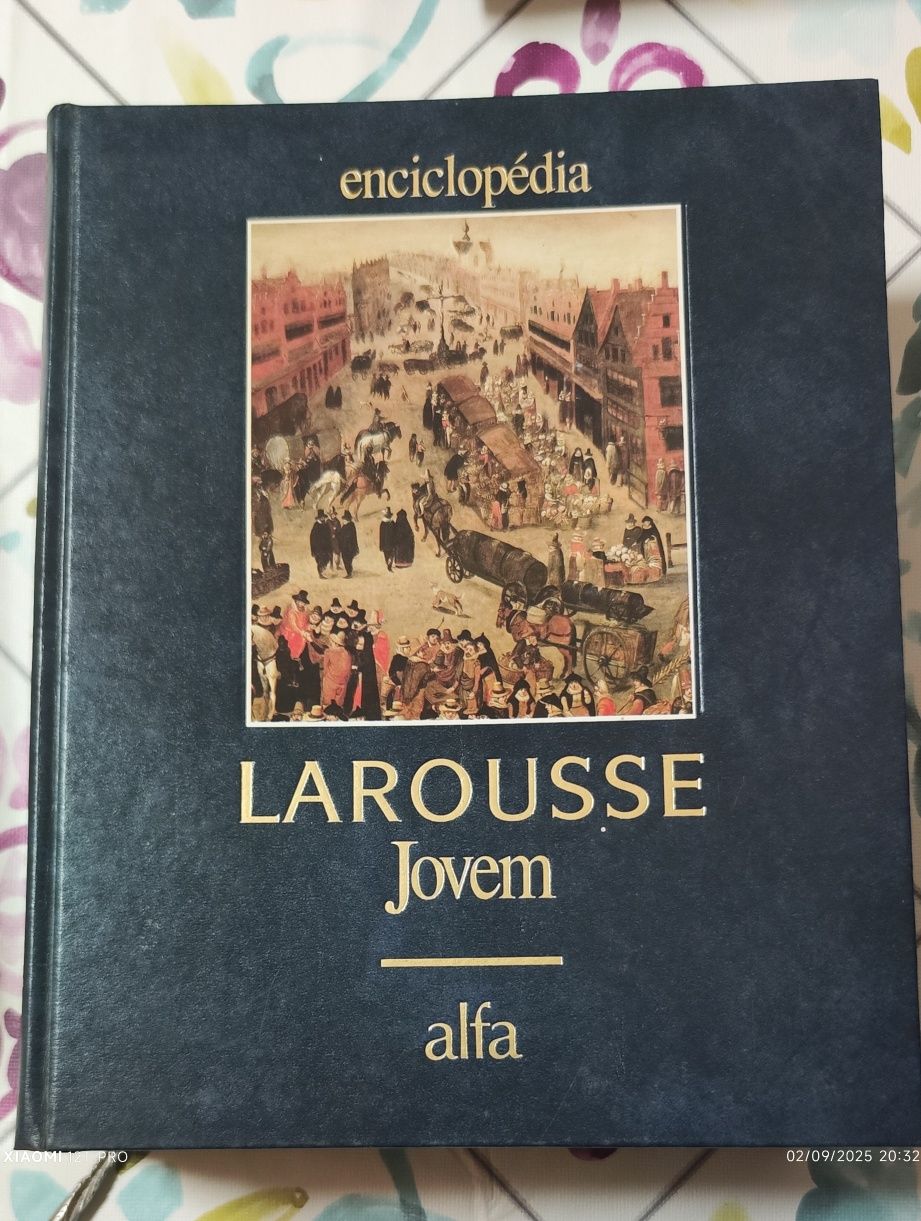 enciclopédia
LAROUSSE
Jovem
alfa
XIAOMI 12T PRO
02/09/2025 20:32